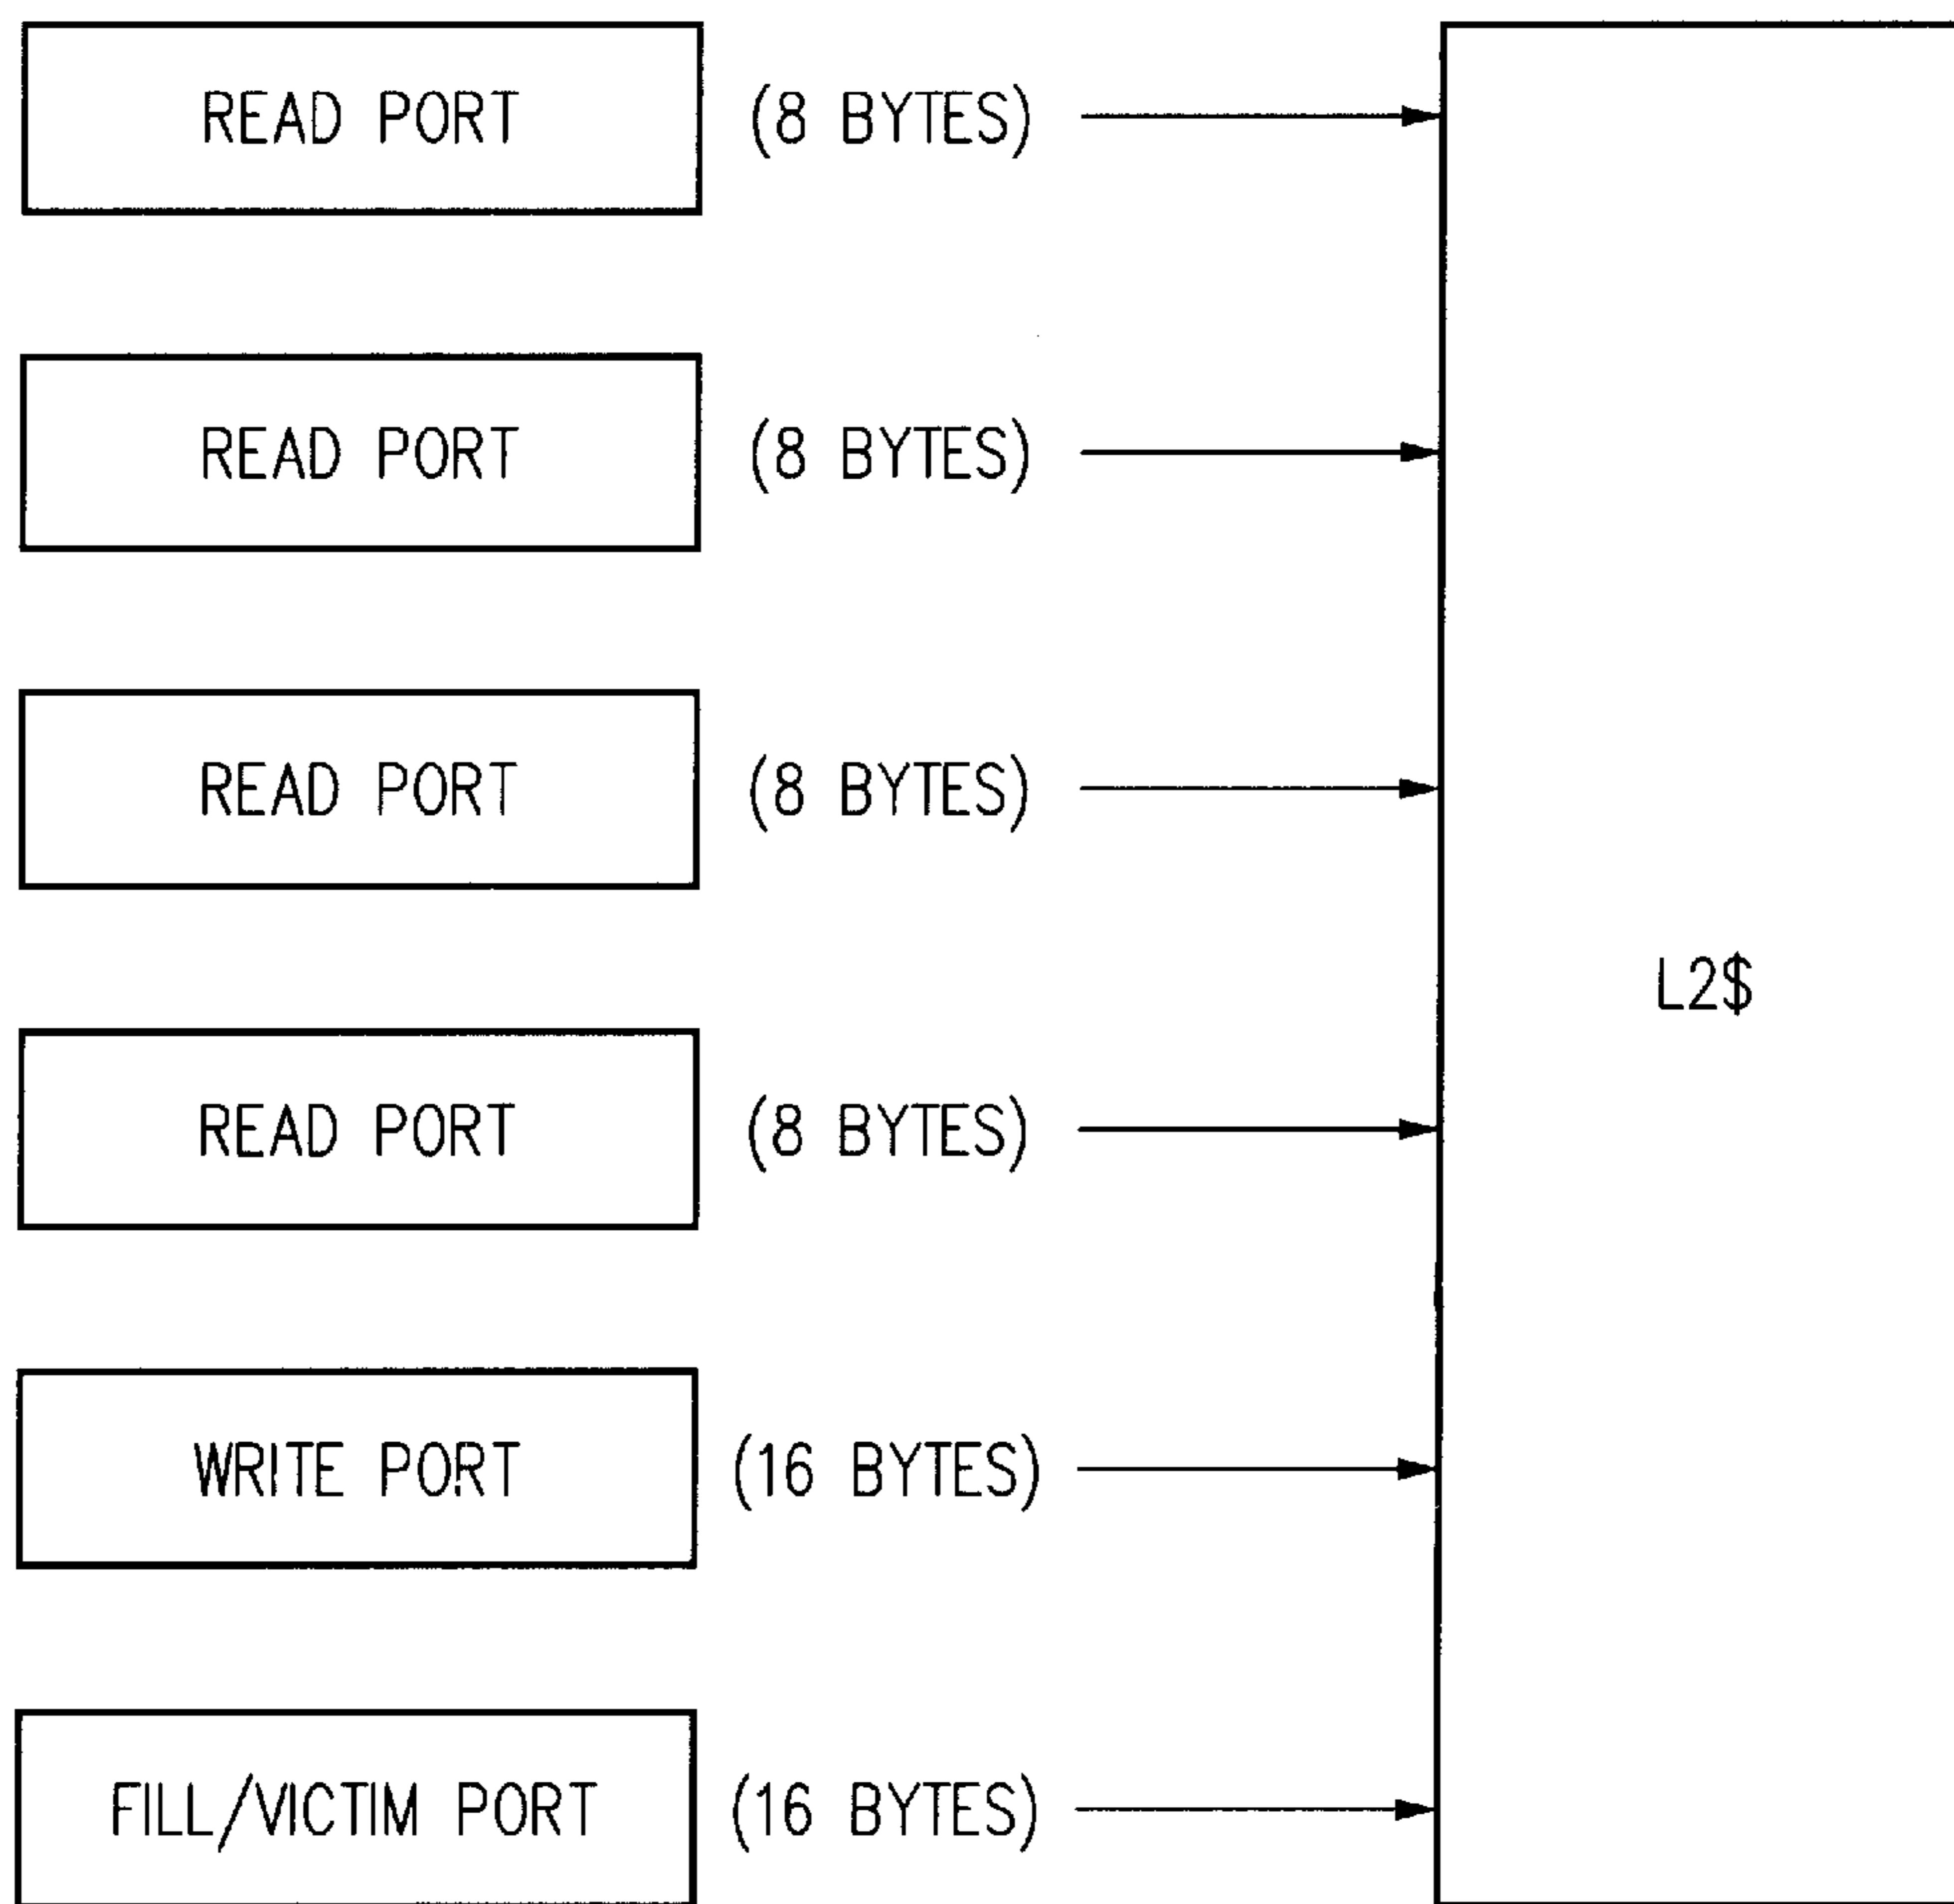 READ PORT (8 BYTES)
READ PORT (8 BYTES)
READ PORT (8 BYTES)
L2$
READ PORT (8 BYTES)
WRITE PORT (16 BYTES)
FILL/VICTIM PORT (16 BYTES)